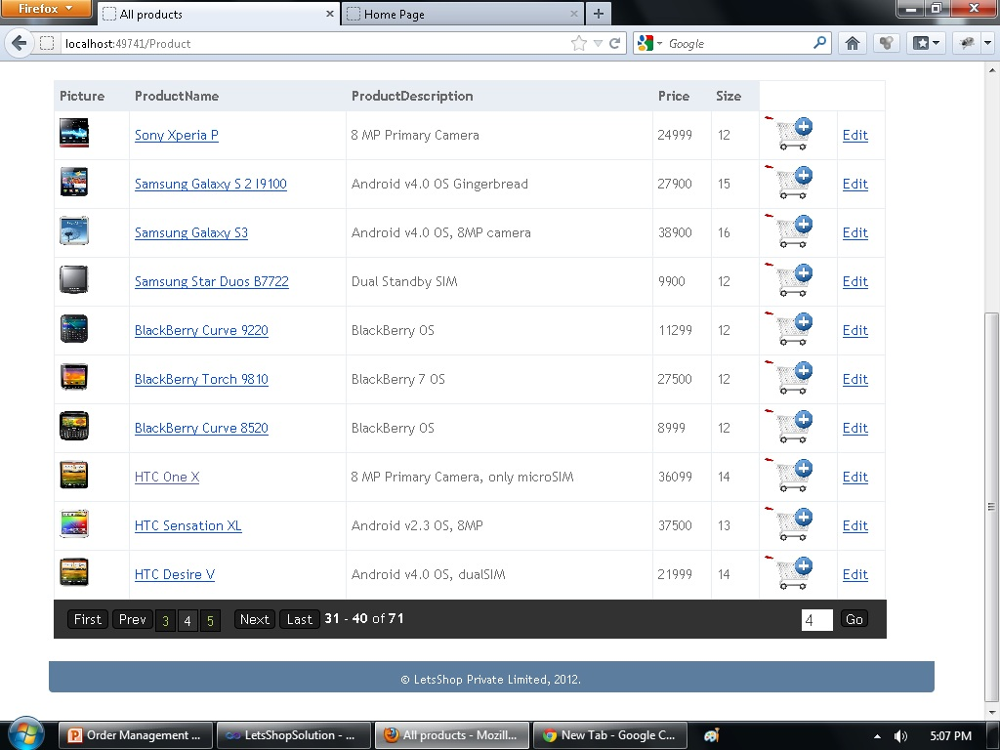 Firefox
All products
Home Page
localhost:49741/Product
Google
Picture ProductName ProductDescription Price Size
Sony Xperia P 8 MP Primary Camera 24999 12 Edit
Samsung Galaxy S 2 I9100 Android v4.0 OS Gingerbread 27900 15 Edit
Samsung Galaxy S3 Android v4.0 OS, 8MP camera 38900 16 Edit
Samsung Star Duos B7722 Dual Standby SIM 9900 12 Edit
BlackBerry Curve 9220 BlackBerry OS 11299 12 Edit
BlackBerry Torch 9810 BlackBerry 7 OS 27500 12 Edit
BlackBerry Curve 8520 BlackBerry OS 8999 12 Edit
HTC One X 8 MP Primary Camera, only microSIM 36099 14 Edit
HTC Sensation XL Android v2.3 OS, 8MP 37500 13 Edit
HTC Desire V Android v4.0 OS, dualSIM 21999 14 Edit
First Prev 3 4 5 Next Last 31 - 40 of 71 4 Go
© LetsShop Private Limited, 2012.
Order Management ... LetsShopSolution - ... All products - Mozill... New Tab - Google C... 5:07 PM